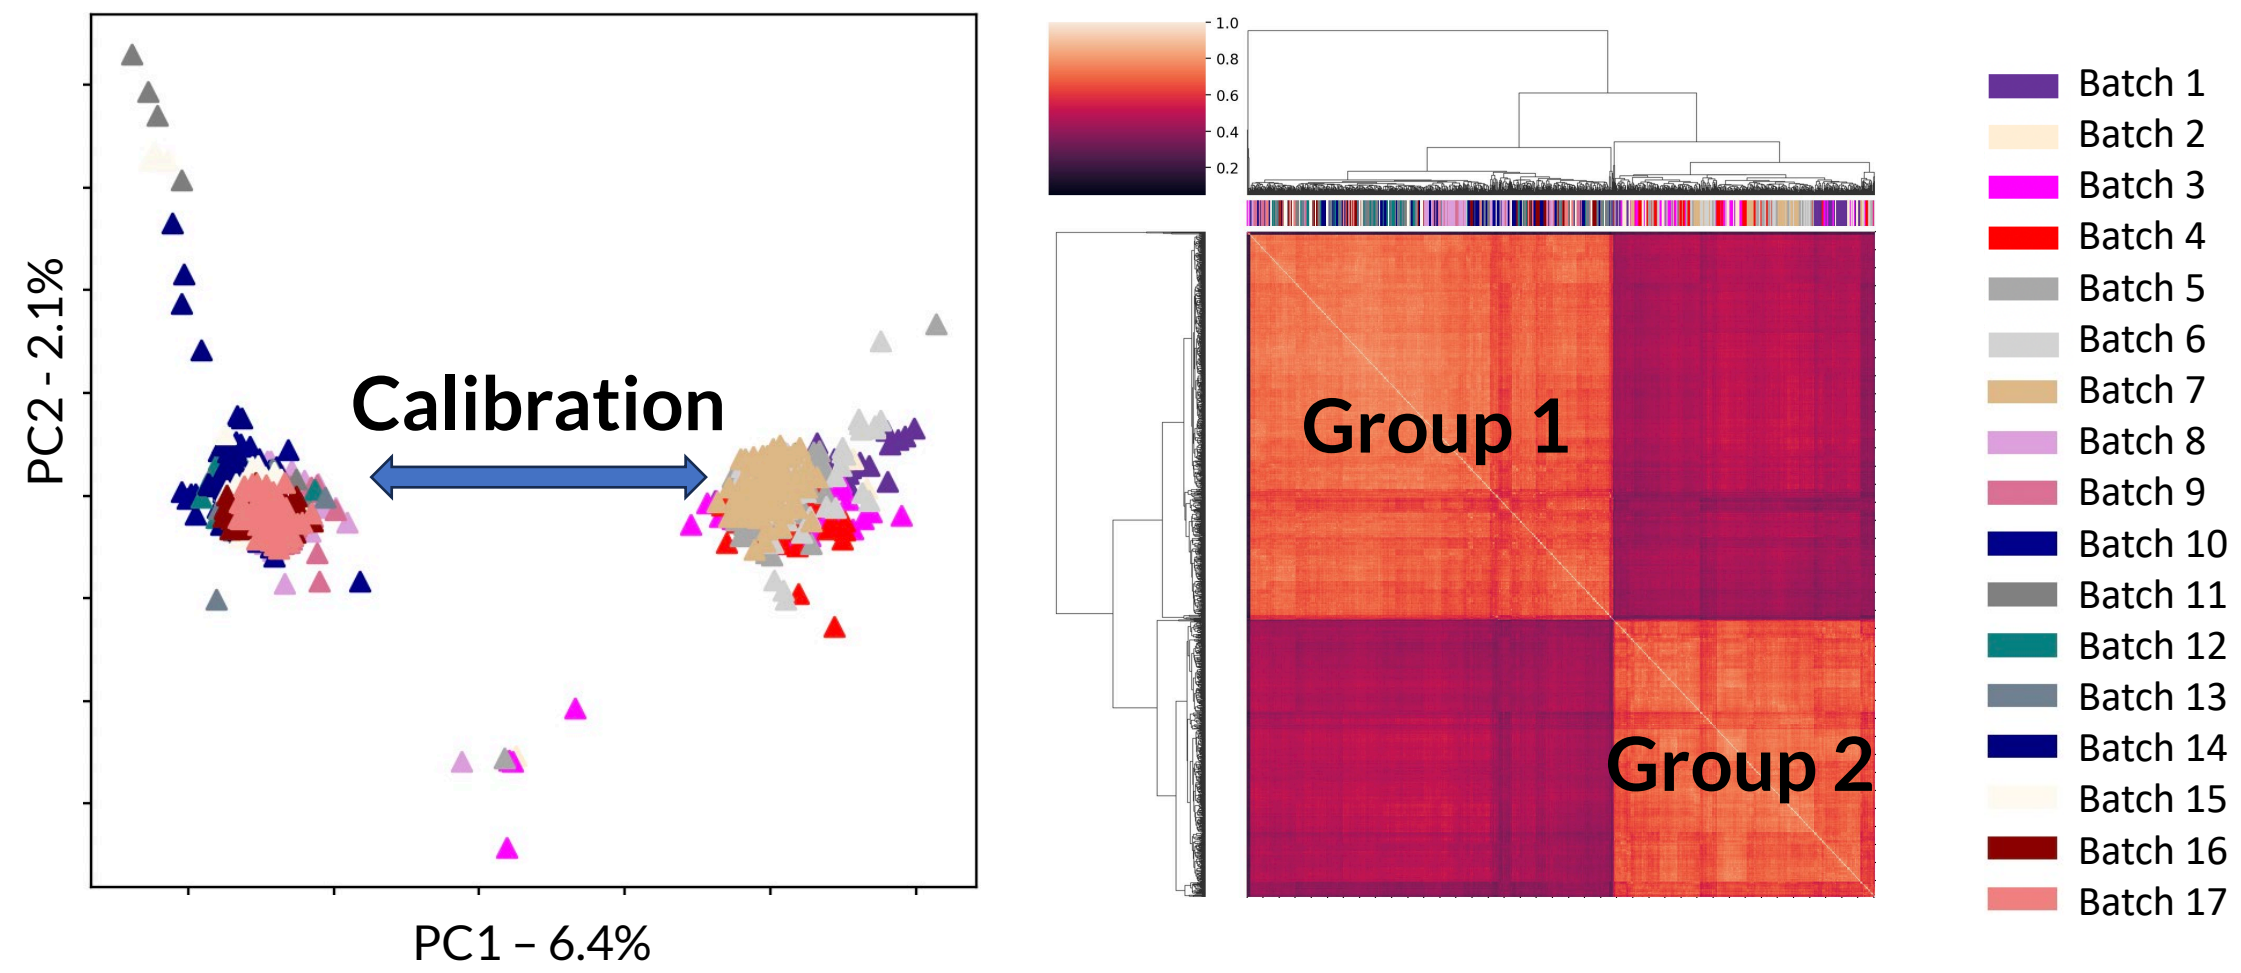 PC2 - 2.1%
Calibration
PC1 – 6.4%
1.0
0.8
0.6
0.4
0.2
Group 1
Group 2
Batch 1
Batch 2
Batch 3
Batch 4
Batch 5
Batch 6
Batch 7
Batch 8
Batch 9
Batch 10
Batch 11
Batch 12
Batch 13
Batch 14
Batch 15
Batch 16
Batch 17